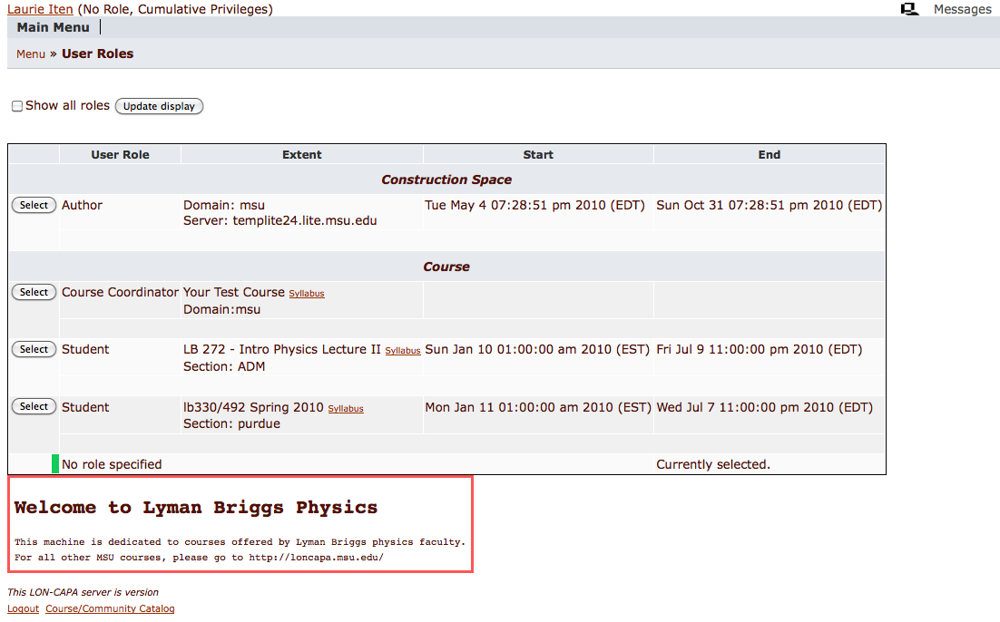 Laurie Iten (No Role, Cumulative Privileges) Messages
Main Menu
Menu » User Roles
Show all roles Update display
User Role Extent Start End
Construction Space
Select Author Domain: msu Tue May 4 07:28:51 pm 2010 (EDT) Sun Oct 31 07:28:51 pm 2010 (EDT)
Server: templite24.lite.msu.edu
Course
Select Course Coordinator Your Test Course Syllabus
Domain:msu
Select Student LB 272 - Intro Physics Lecture II Syllabus Sun Jan 10 01:00:00 am 2010 (EST) Fri Jul 9 11:00:00 pm 2010 (EDT)
Section: ADM
Select Student lb330/492 Spring 2010 Syllabus Mon Jan 11 01:00:00 am 2010 (EST) Wed Jul 7 11:00:00 pm 2010 (EDT)
Section: purdue
No role specified Currently selected.
Welcome to Lyman Briggs Physics
This machine is dedicated to courses offered by Lyman Briggs physics faculty.
For all other MSU courses, please go to http://loncapa.msu.edu/
This LON-CAPA server is version
Logout Course/Community Catalog